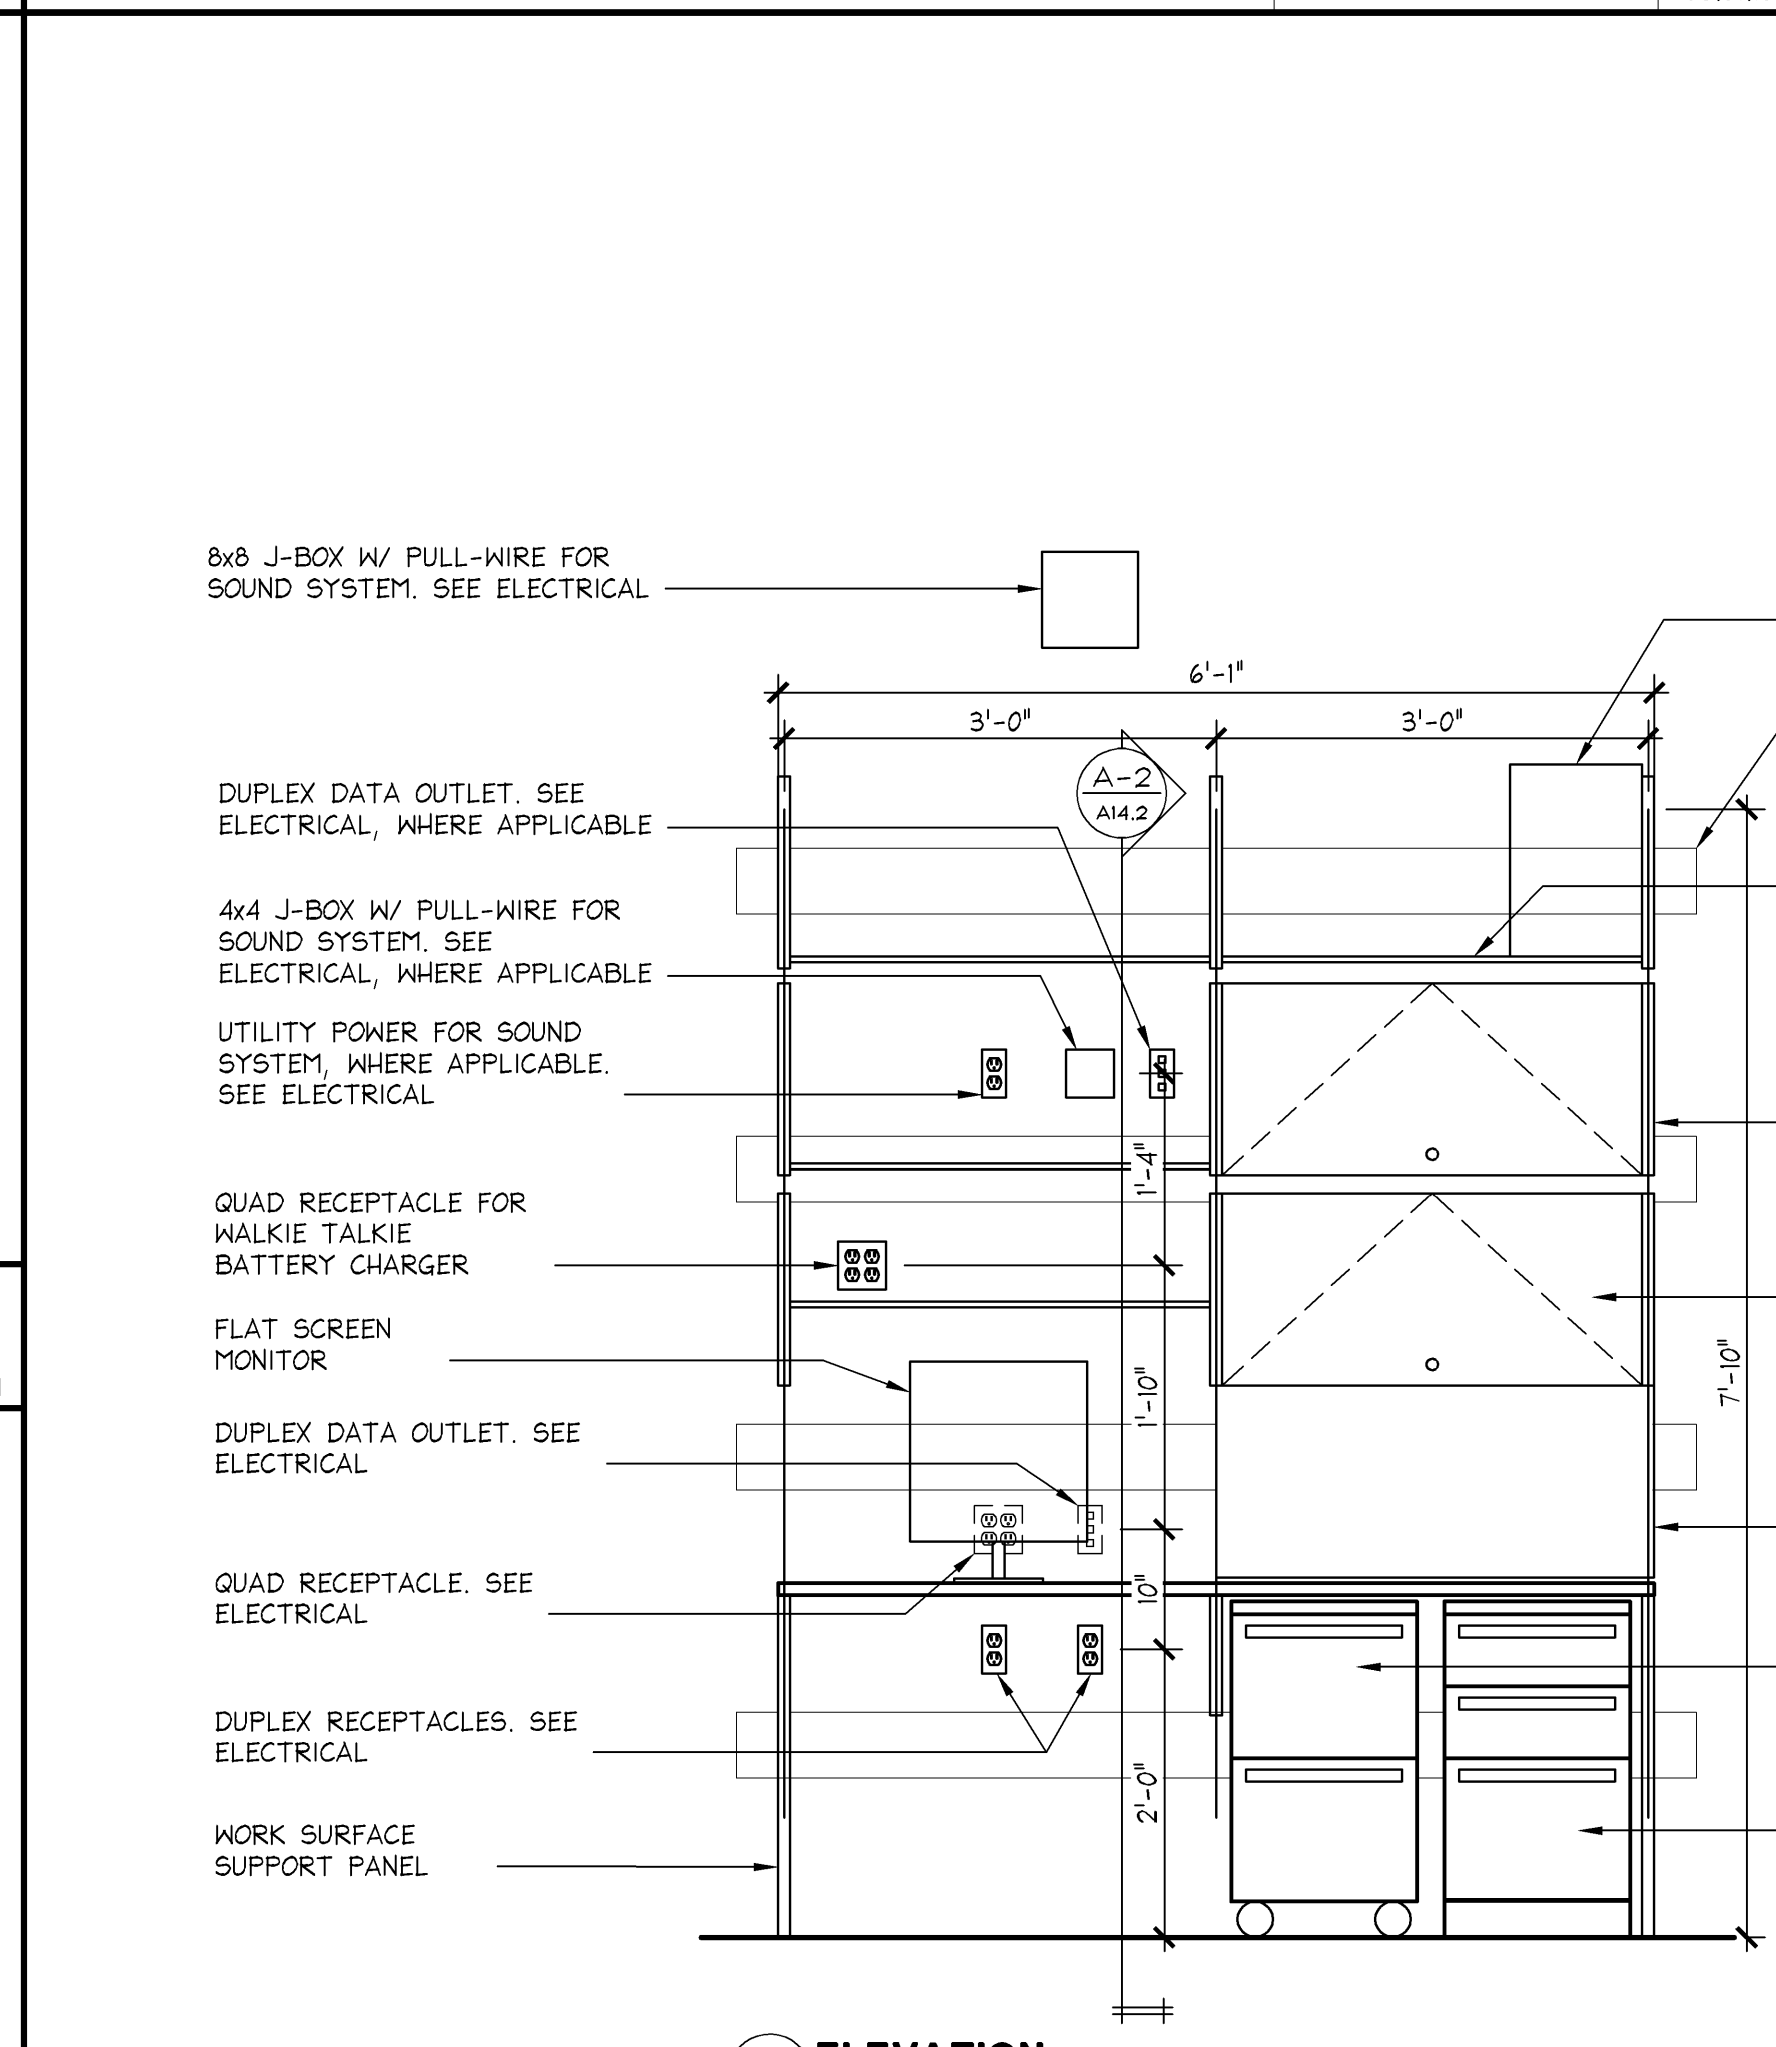 8x8 J-BOX W/ PULL-WIRE FOR
SOUND SYSTEM. SEE ELECTRICAL
6'-1"
3'-0"
3'-0"
A-2
A14.2
DUPLEX DATA OUTLET. SEE
ELECTRICAL, WHERE APPLICABLE
4x4 J-BOX W/ PULL-WIRE FOR
SOUND SYSTEM. SEE
ELECTRICAL, WHERE APPLICABLE
UTILITY POWER FOR SOUND
SYSTEM, WHERE APPLICABLE.
SEE ELECTRICAL
1'-4"
QUAD RECEPTACLE FOR
WALKIE TALKIE
BATTERY CHARGER
FLAT SCREEN
MONITOR
1'-10"
7'-10"
DUPLEX DATA OUTLET. SEE
ELECTRICAL
QUAD RECEPTACLE. SEE
ELECTRICAL
10"
DUPLEX RECEPTACLES. SEE
ELECTRICAL
2'-0"
WORK SURFACE
SUPPORT PANEL
ELEVATION